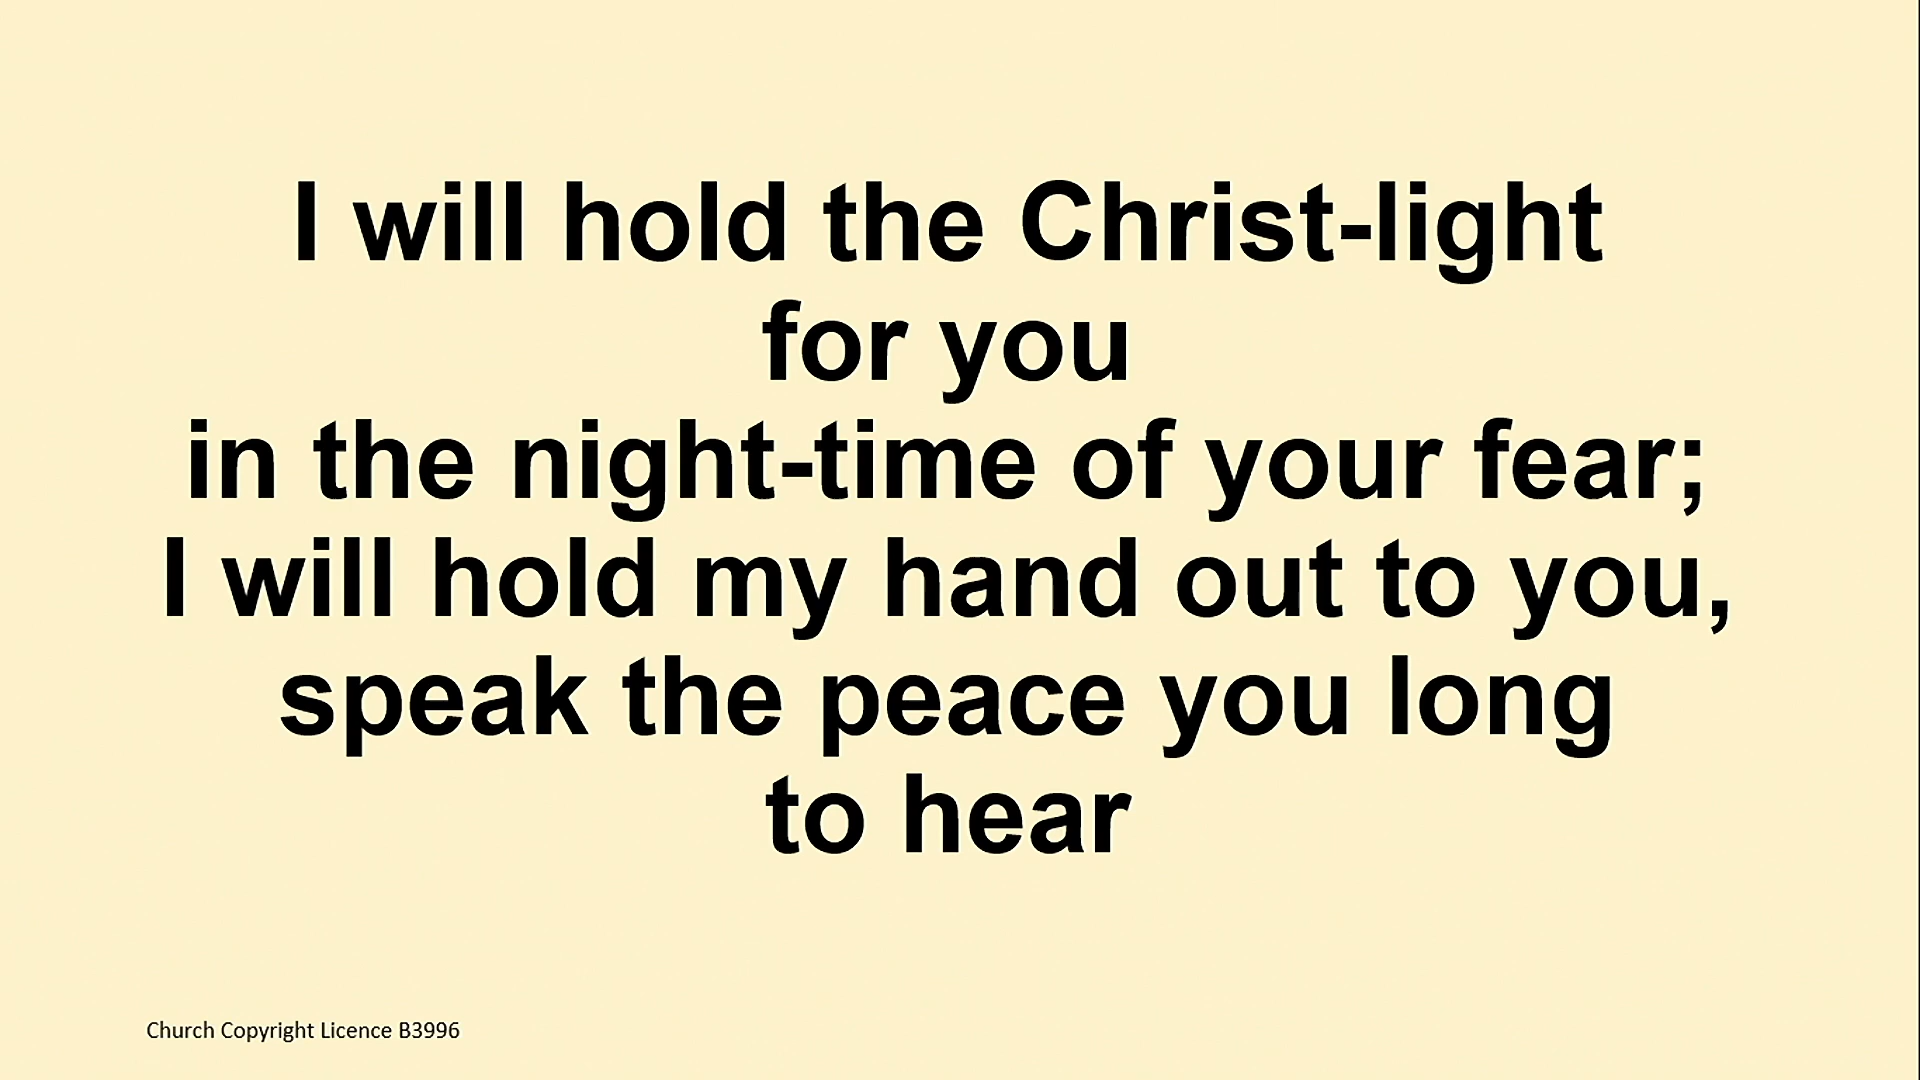 I will hold the Christ-light
for you
in the night-time of your fear;
I will hold my hand out to you,
speak the peace you long
to hear
Church Copyright Licence B3996